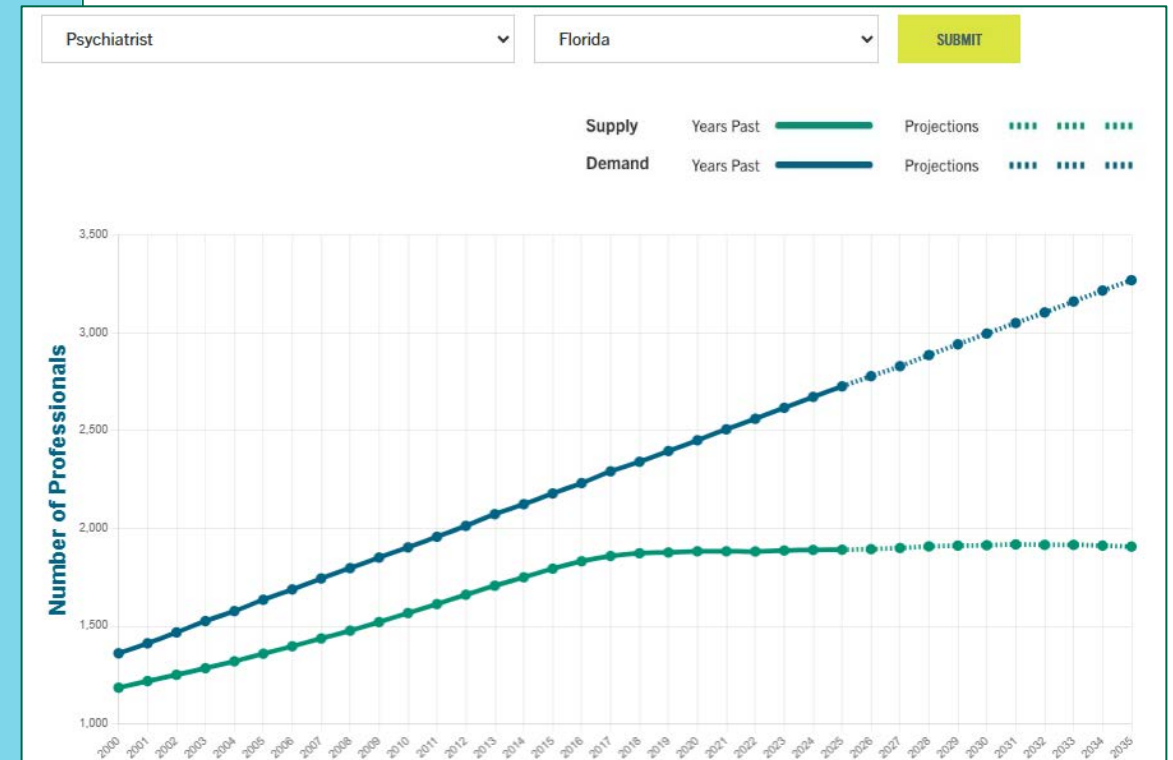 Psychiatrist Florida SUBMIT
Supply Years Past Projections
Demand Years Past Projections
3,500
3,000
2,500
2,000
1,500
1,000
Number of Professionals
2000 2001 2002 2003 2004 2005 2006 2007 2008 2009 2010 2011 2012 2013 2014 2015 2016 2017 2018 2019 2020 2021 2022 2023 2024 2025 2026 2027 2028 2029 2030 2031 2032 2033 2034 2035